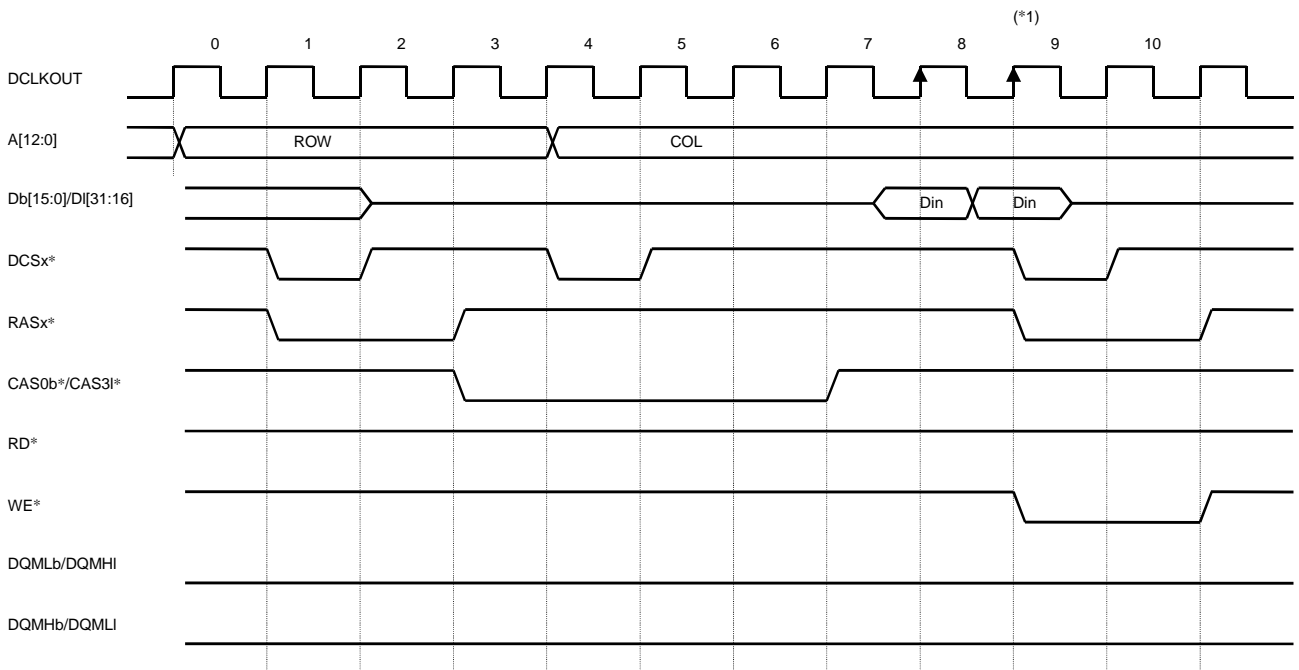 (*1)
0 1 2 3 4 5 6 7 8 9 10
DCLKOUT
A[12:0] ROW COL
Db[15:0]/Dl[31:16] Din Din
DCSx*
RASx*
CAS0b*/CAS3l*
RD*
WE*
DQMLb/DQMHl
DQMHb/DQMLl